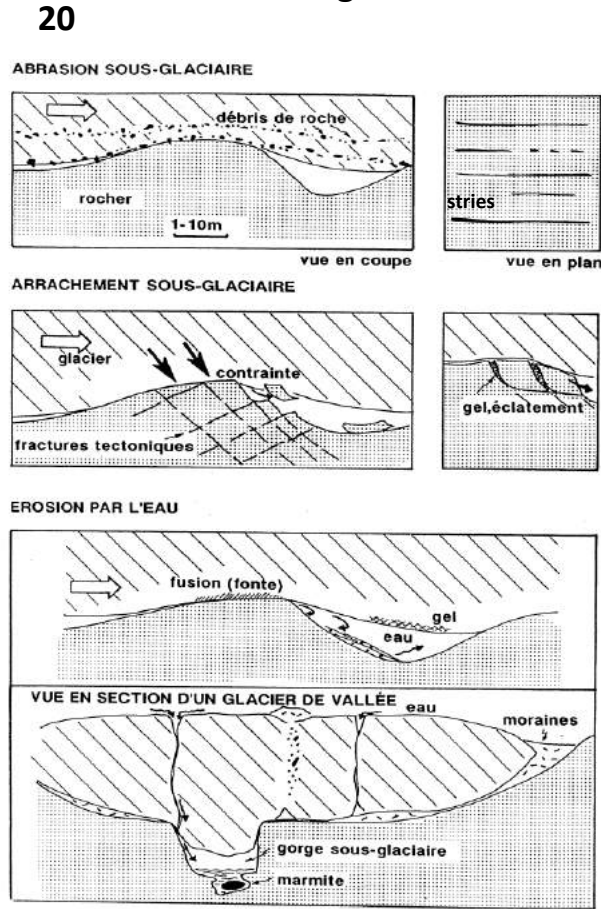 20
ABRASION SOUS-GLACIAIRE
débris de roche
rocher
1-10m
stries
vue en coupe
vue en plan
ARRACHEMENT SOUS-GLACIAIRE
glacier
contrainte
fractures tectoniques
gel,éclatement
EROSION PAR L'EAU
fusion (fonte)
gel
eau
VUE EN SECTION D'UN GLACIER DE VALLÉE
eau
moraines
gorge sous-glaciaire
marmite